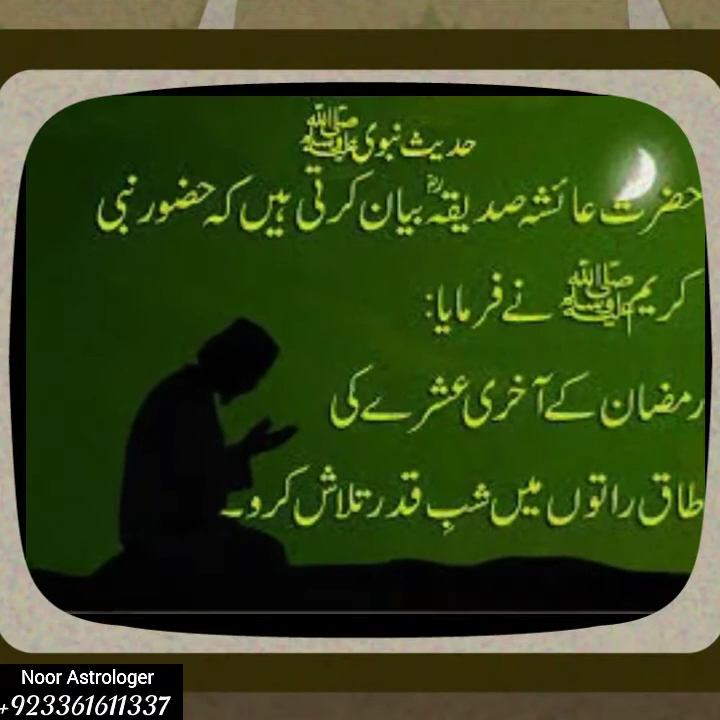 حدیث نبوی ﷺ
حضرت عائشہ صدیقہؓ بیان کرتی ہیں کہ حضور نبی
کریم ﷺ نے فرمایا:
رمضان کے آخری عشرے کی
طاق راتوں میں شبِ قدر تلاش کرو۔
Noor Astrologer
+923361611337